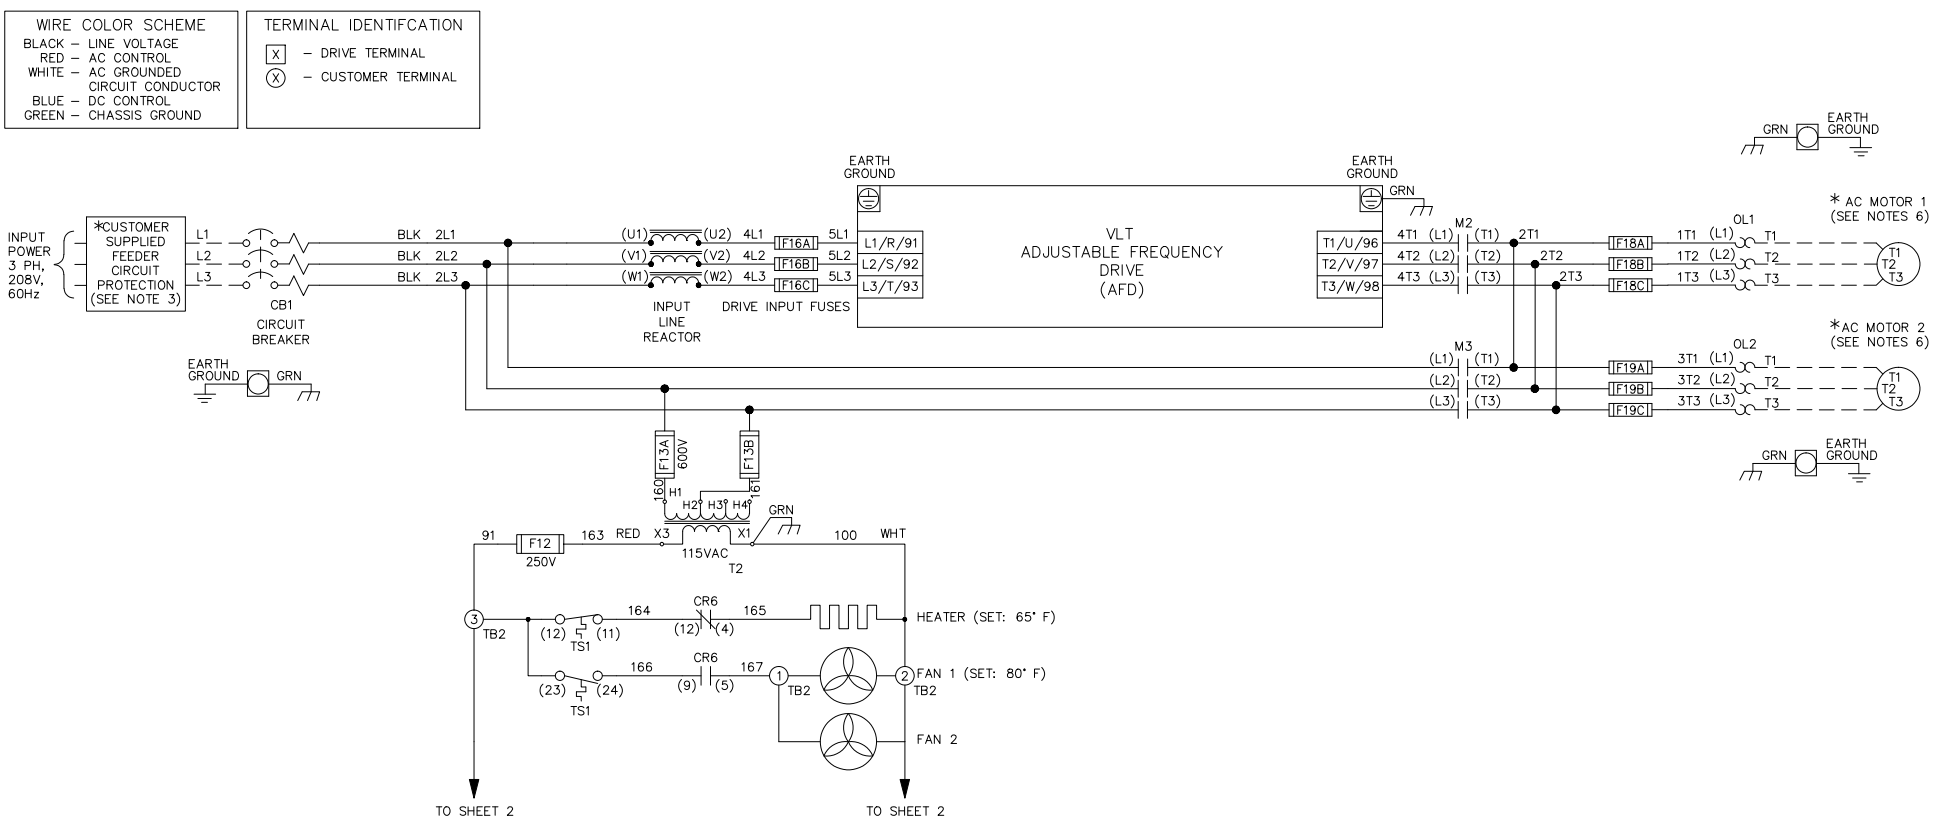 WIRE COLOR SCHEME
BLACK – LINE VOLTAGE
RED – AC CONTROL
WHITE – AC GROUNDED
CIRCUIT CONDUCTOR
BLUE – DC CONTROL
GREEN – CHASSIS GROUND
TERMINAL IDENTIFCATION
X – DRIVE TERMINAL
X – CUSTOMER TERMINAL
GRN
EARTH
GROUND
EARTH
GROUND
EARTH
GROUND
GRN
INPUT
POWER
3 PH,
208V,
60Hz
*CUSTOMER
SUPPLIED
FEEDER
CIRCUIT
PROTECTION
(SEE NOTE 3)
L1
L2
L3
CB1
CIRCUIT
BREAKER
BLK 2L1
BLK 2L2
BLK 2L3
(U1) (U2) 4L1 F16A 5L1
(V1) (V2) 4L2 F16B 5L2
(W1) (W2) 4L3 F16C 5L3
INPUT
LINE
REACTOR
DRIVE INPUT FUSES
L1/R/91
L2/S/92
L3/T/93
VLT
ADJUSTABLE FREQUENCY
DRIVE
(AFD)
T1/U/96
T2/V/97
T3/W/98
M2
4T1 (L1) (T1) 2T1
4T2 (L2) (T2) 2T2
4T3 (L3) (T3) 2T3
F18A 1T1 (L1) OL1 T1
F18B 1T2 (L2) T2
F18C 1T3 (L3) T3
* AC MOTOR 1
(SEE NOTES 6)
T1
T2
T3
EARTH
GROUND
GRN
M3
(L1) (T1)
(L2) (T2)
(L3) (T3)
F19A 3T1 (L1) OL2 T1
F19B 3T2 (L2) T2
F19C 3T3 (L3) T3
* AC MOTOR 2
(SEE NOTES 6)
T1
T2
T3
GRN
EARTH
GROUND
F13A
600V
F13B
160
161
H1
H2 H3 H4
GRN
91 F12 163 RED X3 X1 100 WHT
250V
115VAC
T2
3
TB2
(12) (11)
TS1
164
CR6
(12) (4)
165
HEATER (SET: 65° F)
(23) (24)
TS1
166
CR6
(9) (5)
167
1
TB2
2
TB2
FAN 1 (SET: 80° F)
FAN 2
TO SHEET 2
TO SHEET 2